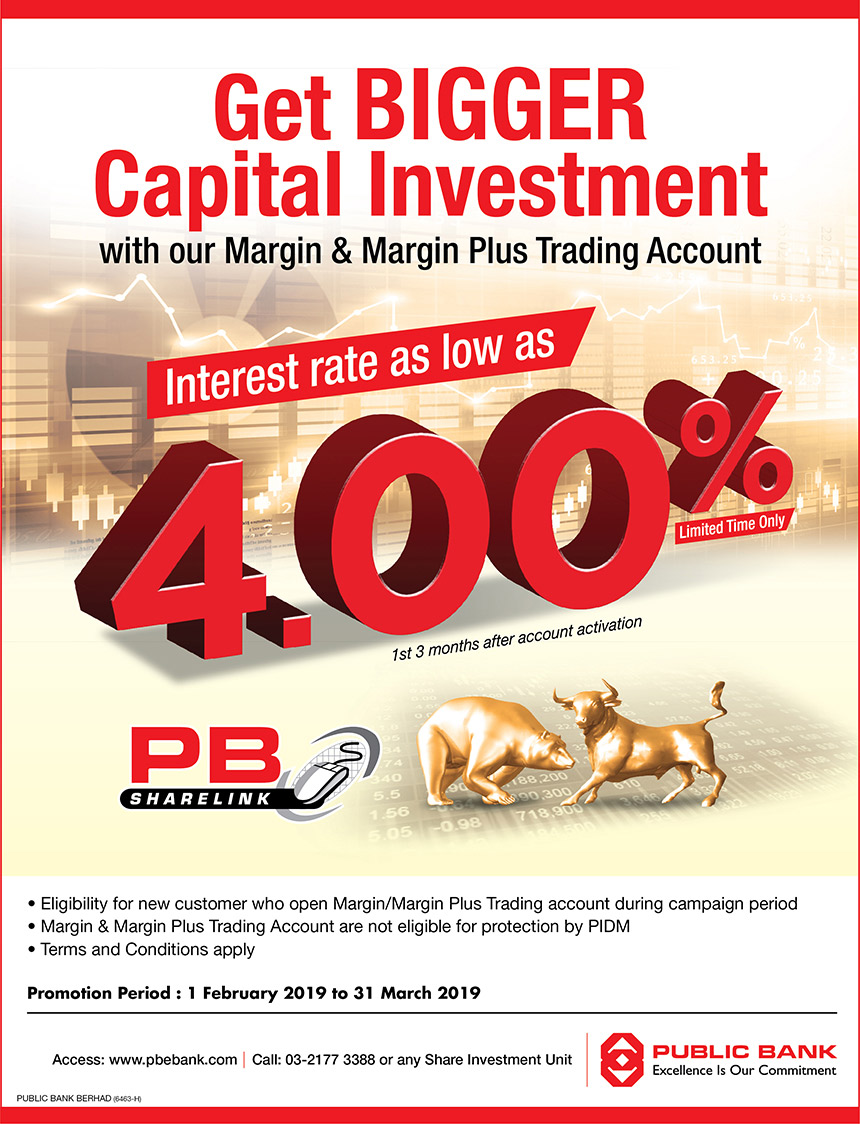 Get BIGGER
Capital Investment
with our Margin & Margin Plus Trading Account
Interest rate as low as
4.00%
Limited Time Only
1st 3 months after account activation
PB
SHARELINK
• Eligibility for new customer who open Margin/Margin Plus Trading account during campaign period
• Margin & Margin Plus Trading Account are not eligible for protection by PIDM
• Terms and Conditions apply
Promotion Period : 1 February 2019 to 31 March 2019
Access: www.pbebank.com | Call: 03-2177 3388 or any Share Investment Unit
PUBLIC BANK
Excellence Is Our Commitment
PUBLIC BANK BERHAD (6463-H)